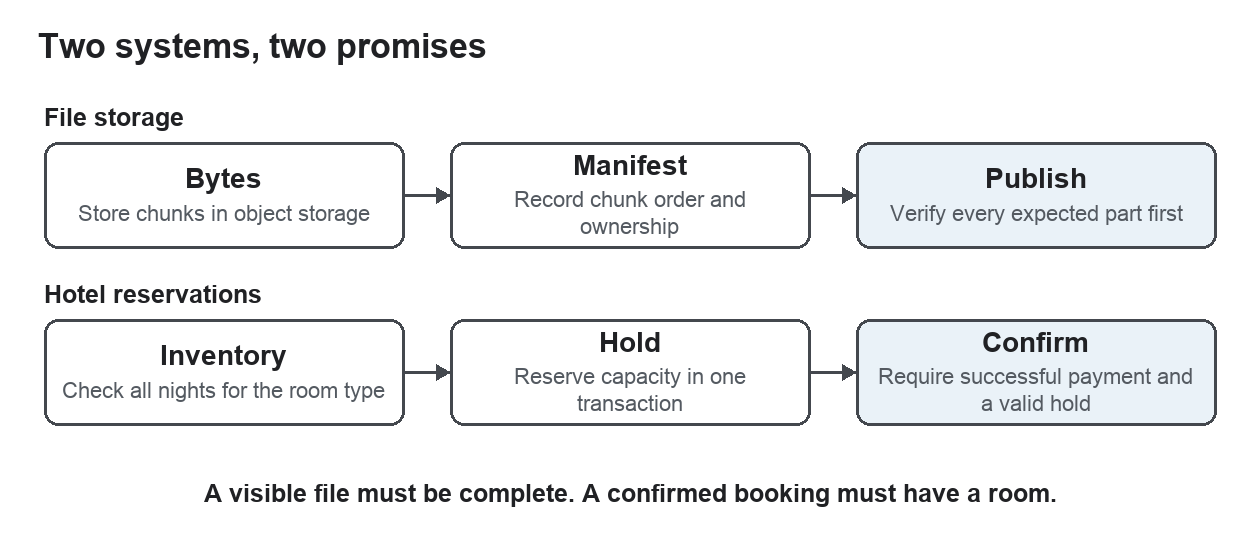 Two systems, two promises
File storage
Bytes
Store chunks in object storage
Manifest
Record chunk order and
ownership
Publish
Verify every expected part first
Hotel reservations
Inventory
Check all nights for the room type
Hold
Reserve capacity in one
transaction
Confirm
Require successful payment and
a valid hold
A visible file must be complete. A confirmed booking must have a room.